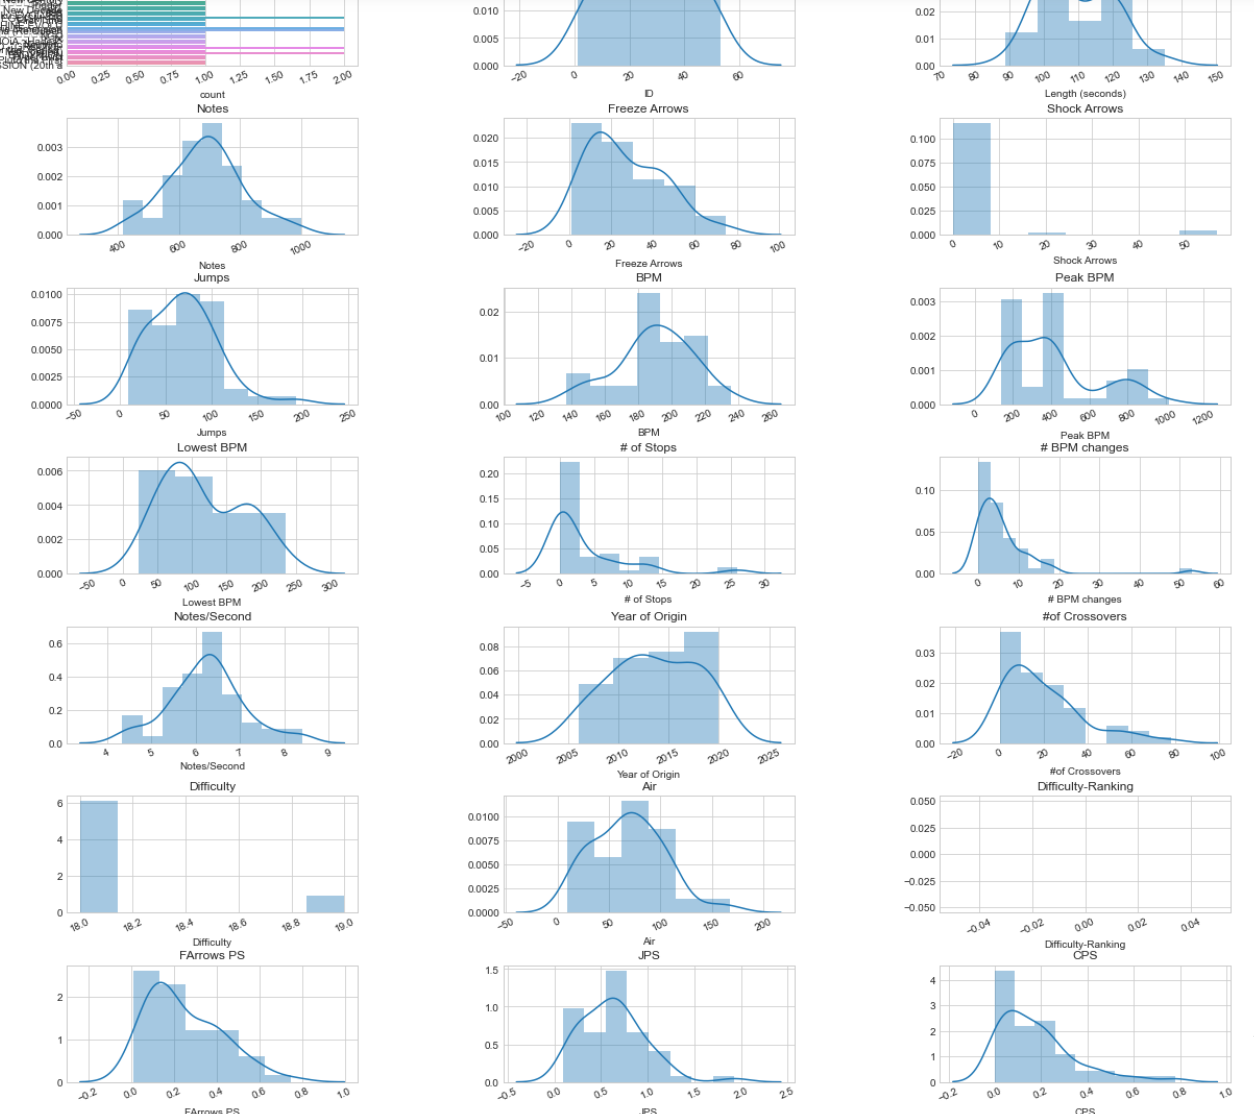 0.00 0.25 0.50 0.75 1.00 1.25 1.50 1.75 2.00
count
0.010
0.005
0.000
−20 0 20 40 60
ID
0.02
0.01
0.00
70 80 90 100 110 120 130 140 150
Length (seconds)
Notes
0.003
0.002
0.001
0.000
400 600 800 1000
Notes
Freeze Arrows
0.020
0.015
0.010
0.005
0.000
−20 0 20 40 60 80 100
Freeze Arrows
Shock Arrows
0.100
0.075
0.050
0.025
0.000
0 10 20 30 40 50
Shock Arrows
Jumps
0.0100
0.0075
0.0050
0.0025
0.0000
−50 0 50 100 150 200 250
Jumps
BPM
0.02
0.01
0.00
100 120 140 160 180 200 220 240 260
BPM
Peak BPM
0.003
0.002
0.001
0.000
0 200 400 600 800 1000 1200
Peak BPM
Lowest BPM
0.006
0.004
0.002
0.000
−50 0 50 100 150 200 250 300
Lowest BPM
# of Stops
0.20
0.15
0.10
0.05
0.00
−5 0 5 10 15 20 25 30
# of Stops
# BPM changes
0.10
0.05
0.00
0 10 20 30 40 50 60
# BPM changes
Notes/Second
0.6
0.4
0.2
0.0
4 5 6 7 8 9
Notes/Second
Year of Origin
0.08
0.06
0.04
0.02
0.00
2000 2005 2010 2015 2020 2025
Year of Origin
#of Crossovers
0.03
0.02
0.01
0.00
−20 0 20 40 60 80 100
#of Crossovers
Difficulty
6
4
2
0
18.0 18.2 18.4 18.6 18.8 19.0
Difficulty
Air
0.0100
0.0075
0.0050
0.0025
0.0000
−50 0 50 100 150 200
Air
Difficulty-Ranking
0.050
0.025
0.000
−0.025
−0.050
−0.04 −0.02 0.00 0.02 0.04
Difficulty-Ranking
FArrows PS
2
1
0
−0.2 0.0 0.2 0.4 0.6 0.8 1.0
FArrows PS
JPS
1.5
1.0
0.5
0.0
−0.5 0.0 0.5 1.0 1.5 2.0 2.5
JPS
CPS
4
3
2
1
0
−0.2 0.0 0.2 0.4 0.6 0.8 1.0
CPS